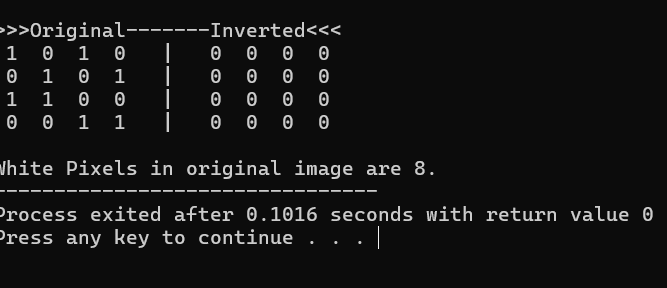 >>>Original-------Inverted<<<
1 0 1 0 | 0 0 0 0
0 1 0 1 | 0 0 0 0
1 1 0 0 | 0 0 0 0
0 0 1 1 | 0 0 0 0
White Pixels in original image are 8.
--------------------------------
Process exited after 0.1016 seconds with return value 0
Press any key to continue . . .